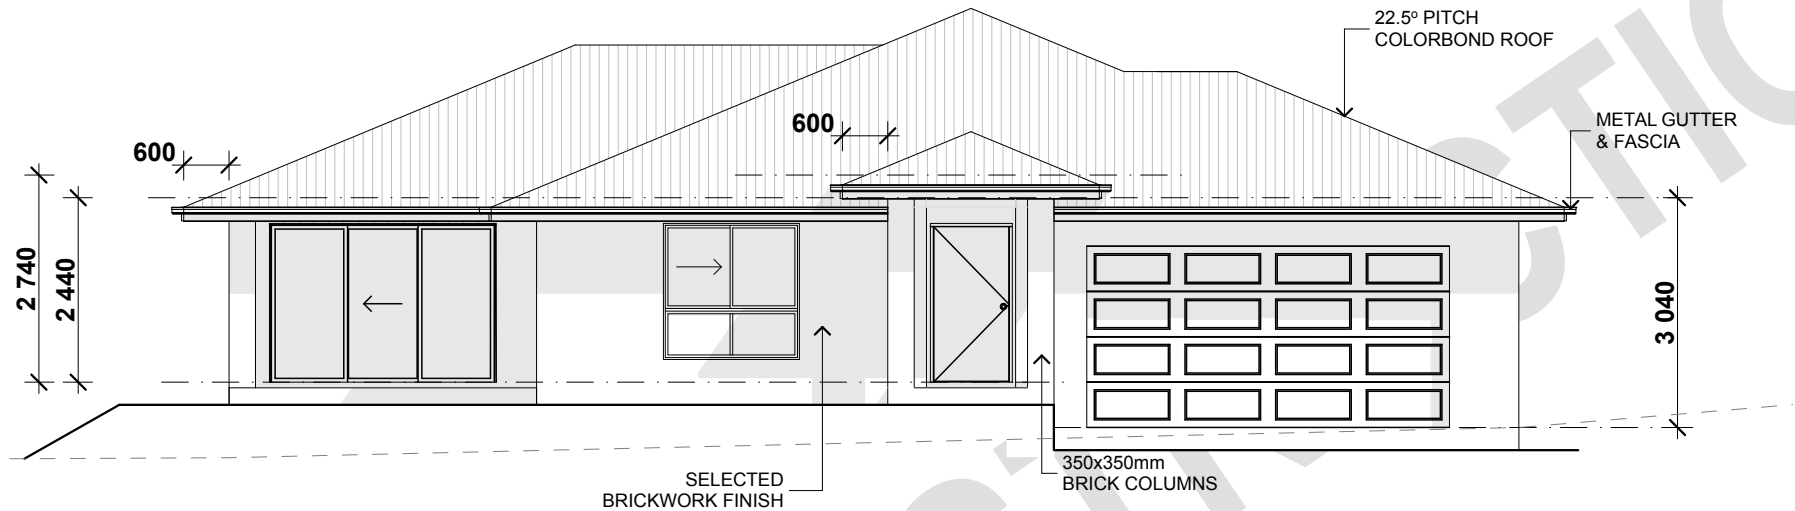 22.5º PITCH
COLORBOND ROOF
METAL GUTTER
& FASCIA
600
600
2 740
2 440
3 040
SELECTED
BRICKWORK FINISH
350x350mm
BRICK COLUMNS